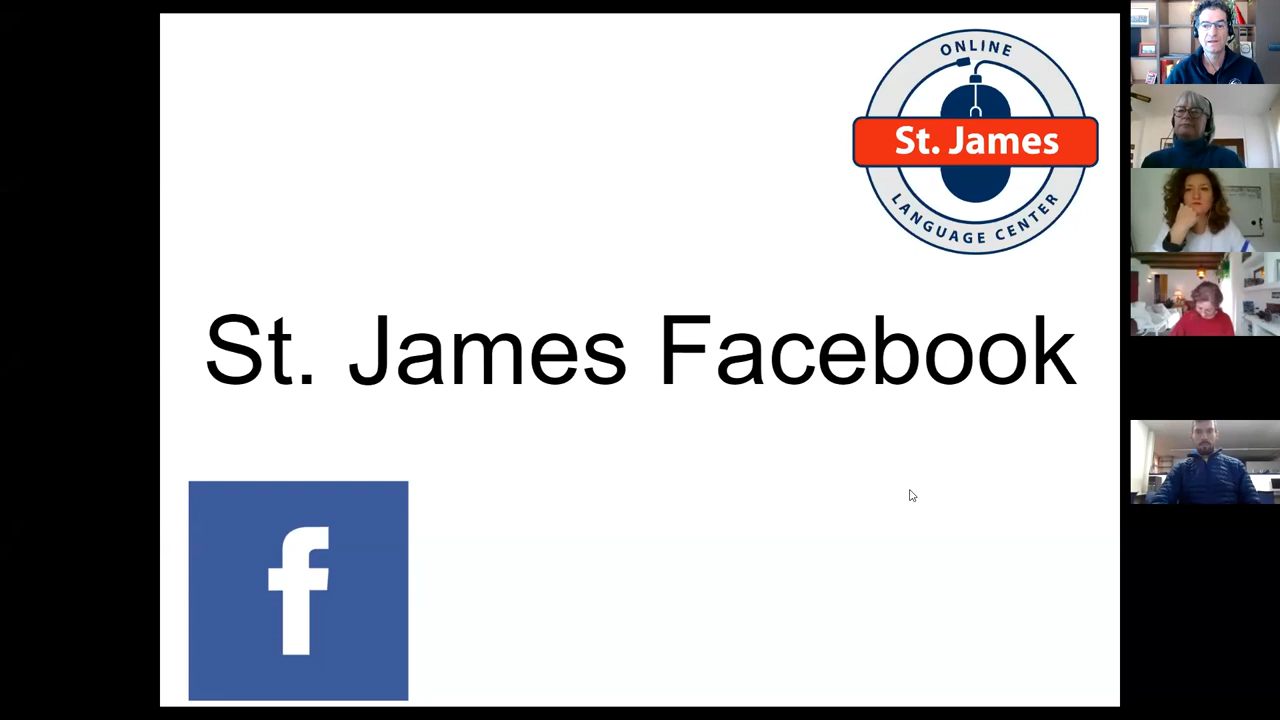 ONLINE
St. James
LANGUAGE CENTER
St. James Facebook
f